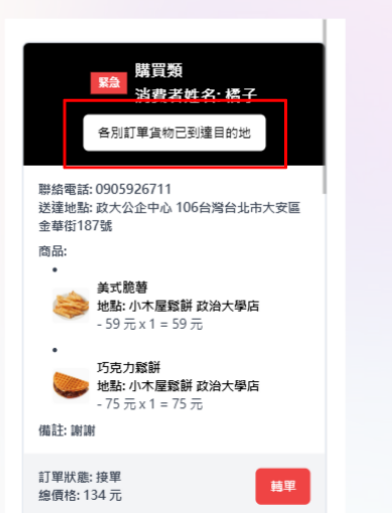 緊急
購買類
消費者姓名: 橘子
各別訂單貨物已到達目的地
聯絡電話: 0905926711
送達地點: 政大公企中心 106台灣台北市大安區
金華街187號
商品:
美式脆薯
地點: 小木屋鬆餅 政治大學店
- 59 元 x 1 = 59 元
巧克力鬆餅
地點: 小木屋鬆餅 政治大學店
- 75 元 x 1 = 75 元
備註: 謝謝
訂單狀態: 接單
總價格: 134 元
轉單